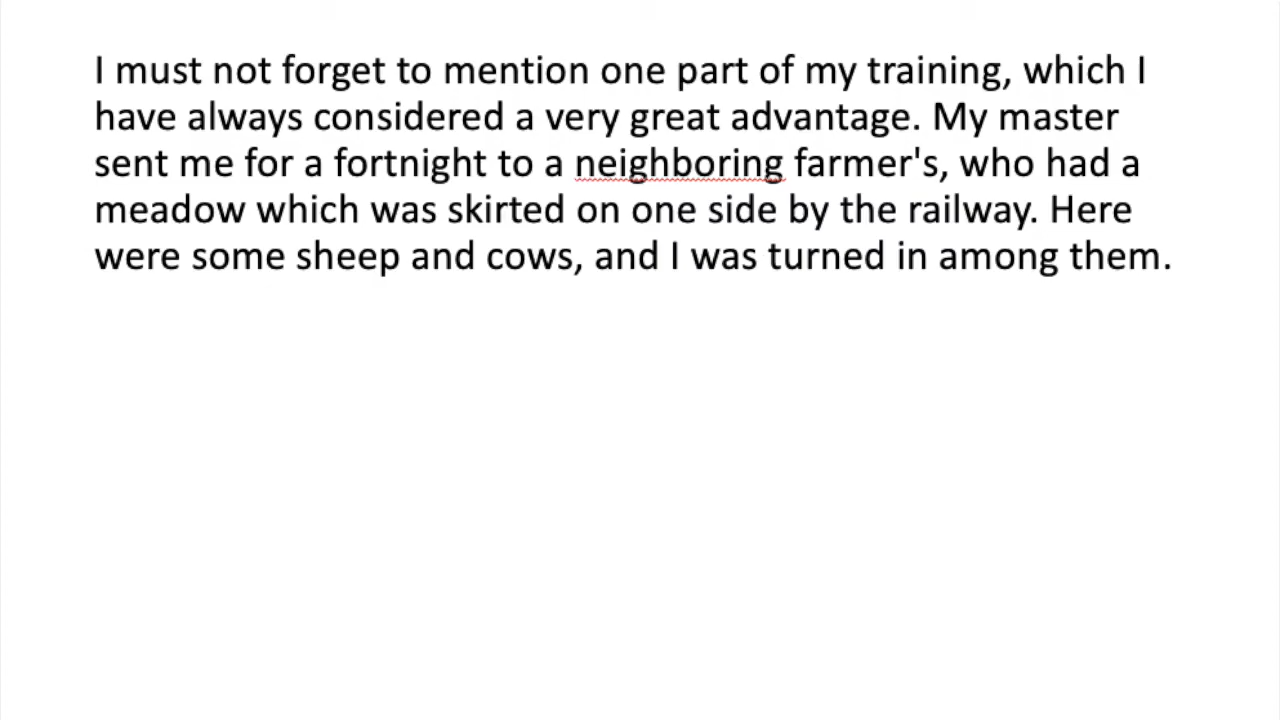 I must not forget to mention one part of my training, which I
have always considered a very great advantage. My master
sent me for a fortnight to a neighboring farmer's, who had a
meadow which was skirted on one side by the railway. Here
were some sheep and cows, and I was turned in among them.